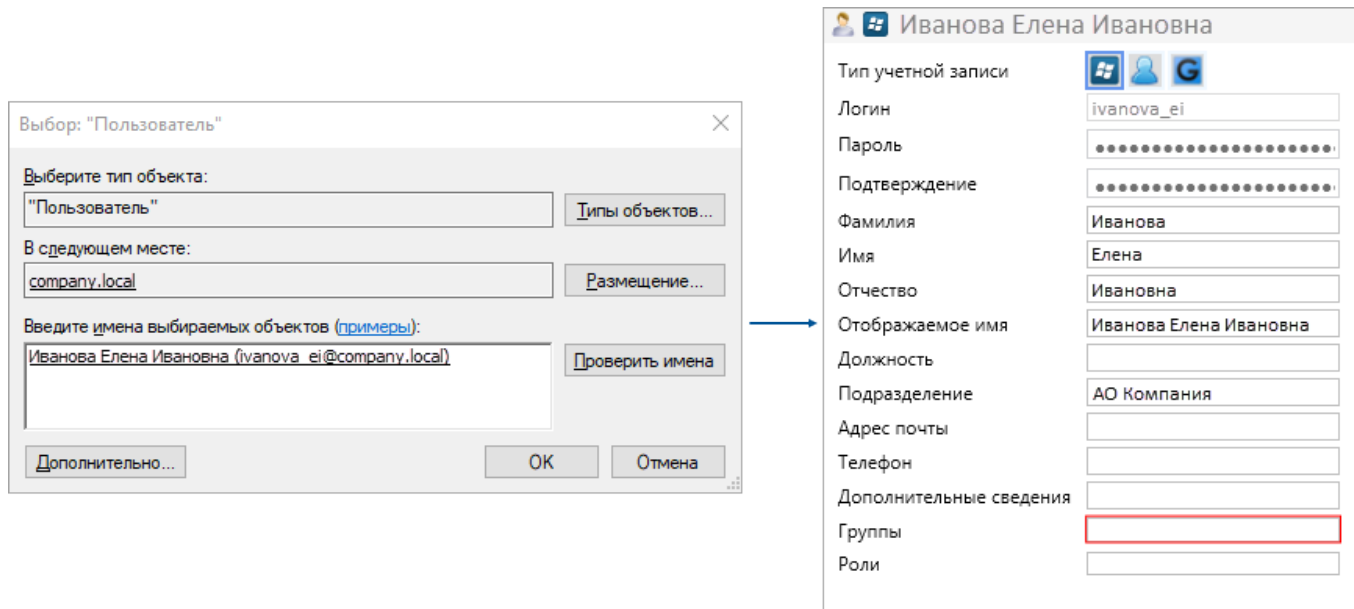 Выбор: "Пользователь"
Выберите тип объекта:
"Пользователь"
Типы объектов...
В следующем месте:
company.local
Размещение...
Введите имена выбираемых объектов (примеры):
Иванова Елена Ивановна (ivanova_ei@company.local)
Проверить имена
Дополнительно...
OK
Отмена
Иванова Елена Ивановна
Тип учетной записи
G
Логин
ivanova_ei
Пароль
Подтверждение
Фамилия
Иванова
Имя
Елена
Отчество
Ивановна
Отображаемое имя
Иванова Елена Ивановна
Должность
Подразделение
АО Компания
Адрес почты
Телефон
Дополнительные сведения
Группы
Роли